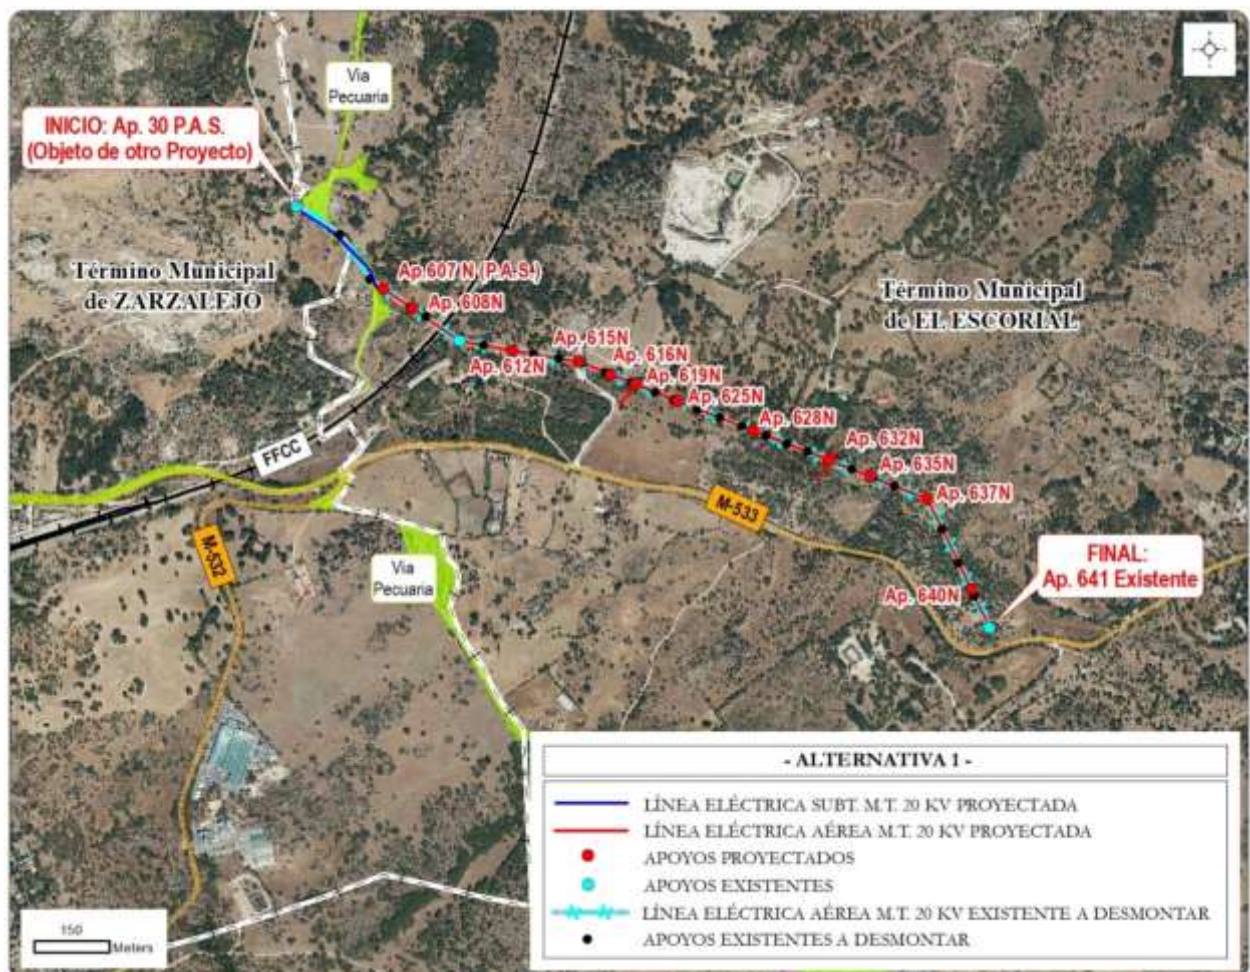 Via
Pecuaria
INICIO: Ap. 30 P.A.S.
(Objeto de otro Proyecto)
Término Municipal
de ZARZALEJO
Ap.607 N (P.A.S.)
Ap. 608N
Término Municipal
de EL ESCORIAL
Ap. 612N
Ap. 615N
Ap. 616N
Ap. 619N
Ap. 625N
Ap. 628N
Ap. 632N
Ap. 635N
Ap. 637N
FFCC
M-533
M-532
Via
Pecuaria
FINAL:
Ap. 641 Existente
Ap. 640N
- ALTERNATIVA 1 -
LÍNEA ELÉCTRICA SUBT. M.T. 20 KV PROYECTADA
LÍNEA ELÉCTRICA AÉREA M.T. 20 KV PROYECTADA
APOYOS PROYECTADOS
APOYOS EXISTENTES
LÍNEA ELÉCTRICA AÉREA M.T. 20 KV EXISTENTE A DESMONTAR
APOYOS EXISTENTES A DESMONTAR
150
Meters